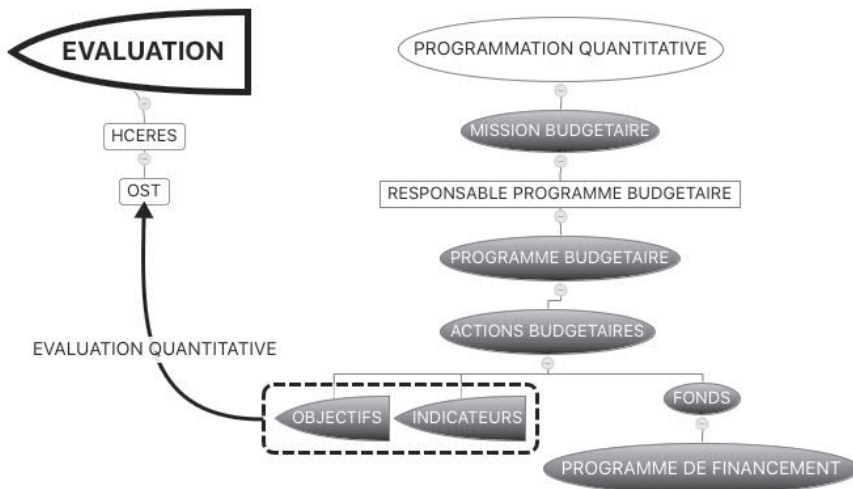 EVALUATION
HCERES
OST
EVALUATION QUANTITATIVE
PROGRAMMATION QUANTITATIVE
MISSION BUDGETAIRE
RESPONSABLE PROGRAMME BUDGETAIRE
PROGRAMME BUDGETAIRE
ACTIONS BUDGETAIRES
OBJECTIFS
INDICATEURS
FONDS
PROGRAMME DE FINANCEMENT